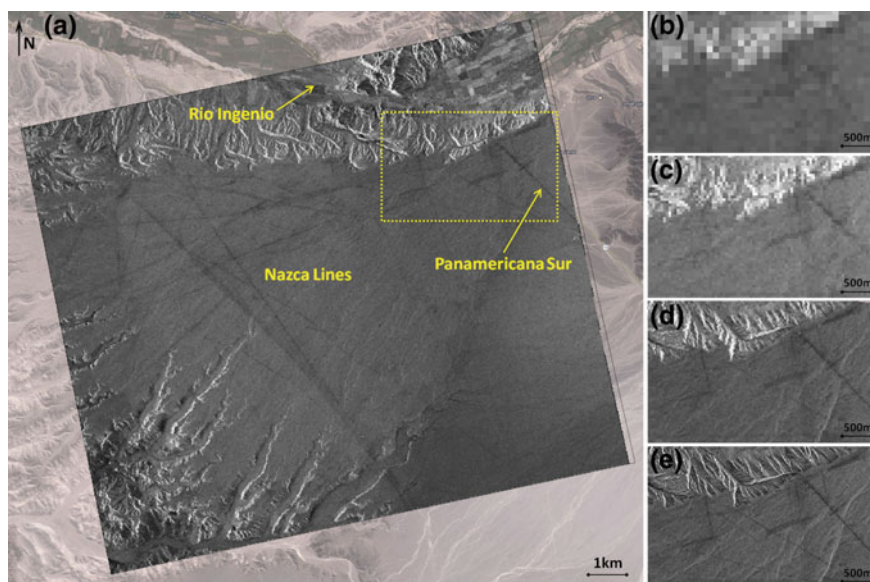 (a)
N
Rio Ingenio
Nazca Lines
Panamericana Sur
1km
(b)
500m
(c)
500m
(d)
500m
(e)
500m